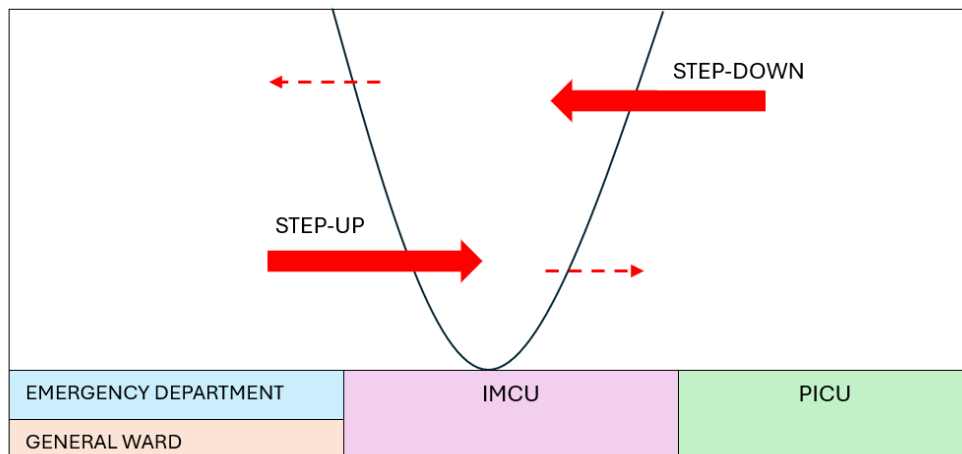 STEP-DOWN
STEP-UP
EMERGENCY DEPARTMENT
IMCU
PICU
GENERAL WARD